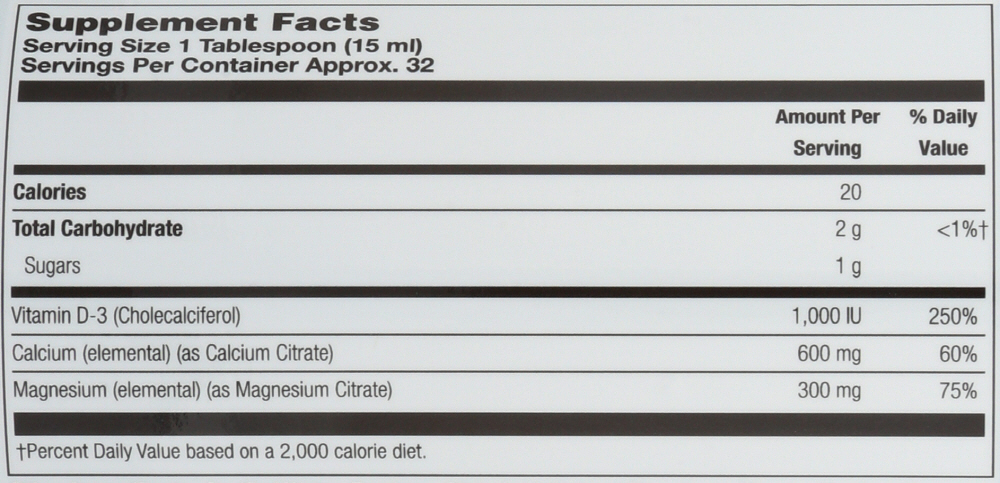 Supplement Facts
Serving Size 1 Tablespoon (15 ml)
Servings Per Container Approx. 32
Amount Per Serving % Daily Value
Calories 20
Total Carbohydrate 2 g <1%†
Sugars 1 g
Vitamin D-3 (Cholecalciferol) 1,000 IU 250%
Calcium (elemental) (as Calcium Citrate) 600 mg 60%
Magnesium (elemental) (as Magnesium Citrate) 300 mg 75%
†Percent Daily Value based on a 2,000 calorie diet.